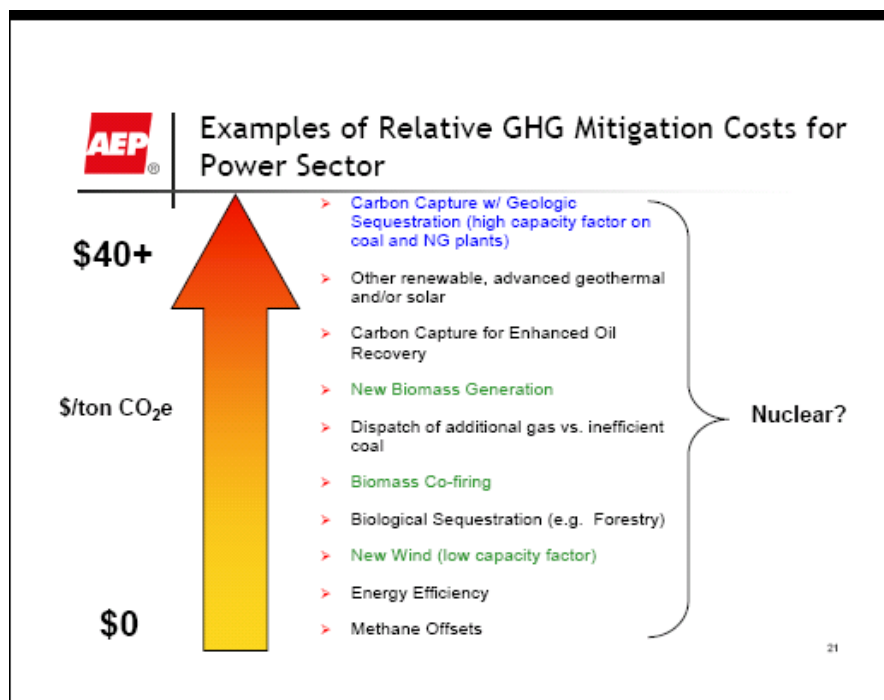 AEP®
Examples of Relative GHG Mitigation Costs for
Power Sector
$40+
$/ton CO₂e
$0
➢ Carbon Capture w/ Geologic
Sequestration (high capacity factor on
coal and NG plants)
➢ Other renewable, advanced geothermal
and/or solar
➢ Carbon Capture for Enhanced Oil
Recovery
➢ New Biomass Generation
➢ Dispatch of additional gas vs. inefficient
coal
➢ Biomass Co-firing
➢ Biological Sequestration (e.g. Forestry)
➢ New Wind (low capacity factor)
➢ Energy Efficiency
➢ Methane Offsets
Nuclear?
21